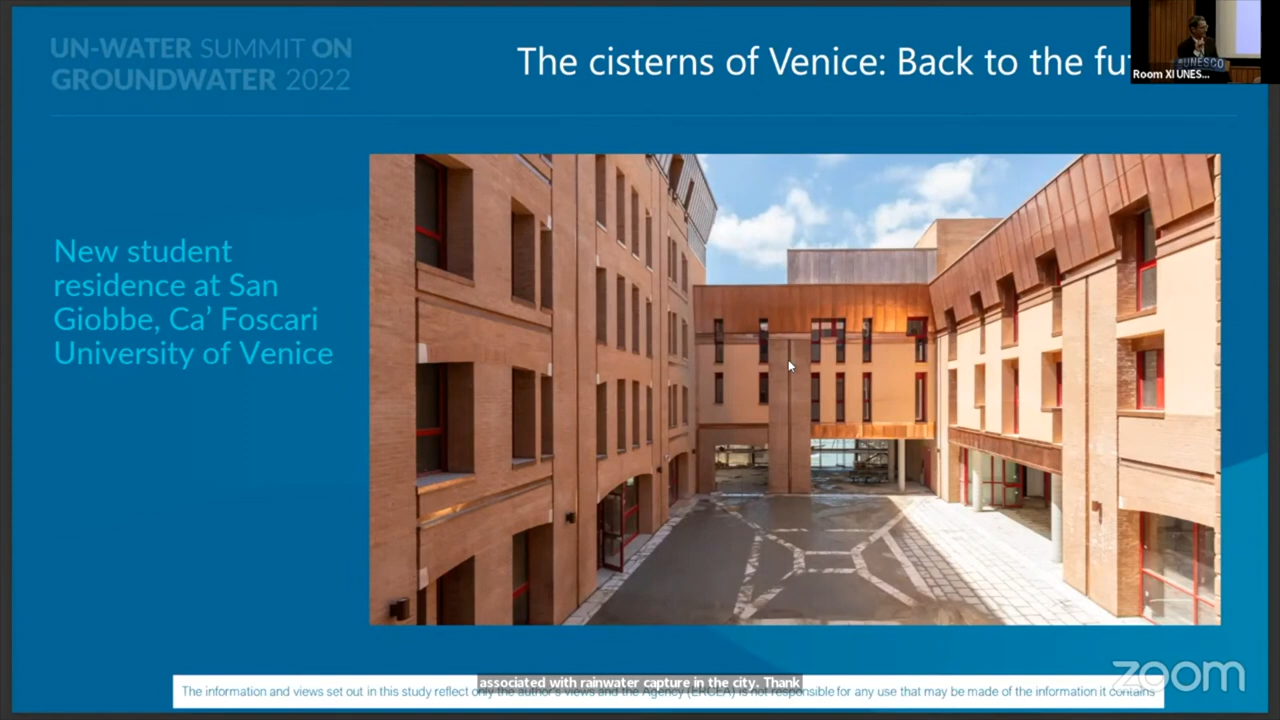 UN-WATER SUMMIT ON
GROUNDWATER 2022
The cisterns of Venice: Back to the fu
#UNESCO
Room XI UNES...
New student
residence at San
Giobbe, Ca’ Foscari
University of Venice
associated with rainwater capture in the city. Thank
The information and views set out in this study reflect only the author's views and the Agency (ERCEA) is not responsible for any use that may be made of the information it contains
zoom